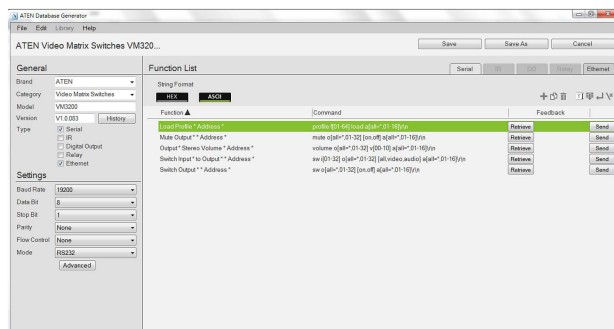 ATEN Database Generator
File Edit Library Help
ATEN Video Matrix Switches VM320... Save Save As Cancel
General Function List Serial IR DO Relay Ethernet
Brand ATEN
Category Video Matrix Switches
Model VM3200
Version V1.0.083 History
Type Serial
IR
Digital Output
Relay
Ethernet
Settings
Baud Rate 19200
Data Bit 8
Stop Bit 1
Parity None
Flow Control None
Mode RS232
Advanced
String Format
HEX ASCII
Function Command Feedback
Load Profile * Address * profile f[01-64] load a[all=*,01-16]\r\n Retrieve Send
Mute Output * * Address * mute o[all=*,01-32] [on,off] a[all=*,01-16]\r\n Retrieve Send
Output * Stereo Volume * Address * volume o[all=*,01-32] v[00-10] a[all=*,01-16]\r\n Retrieve Send
Switch Input * to Output * * Address * sw i[01-32] o[all=*,01-32] [all,video,audio] a[all=*,01-16]\r\n Retrieve Send
Switch Output * * Address * sw o[all=*,01-32] [on,off] a[all=*,01-16]\r\n Retrieve Send